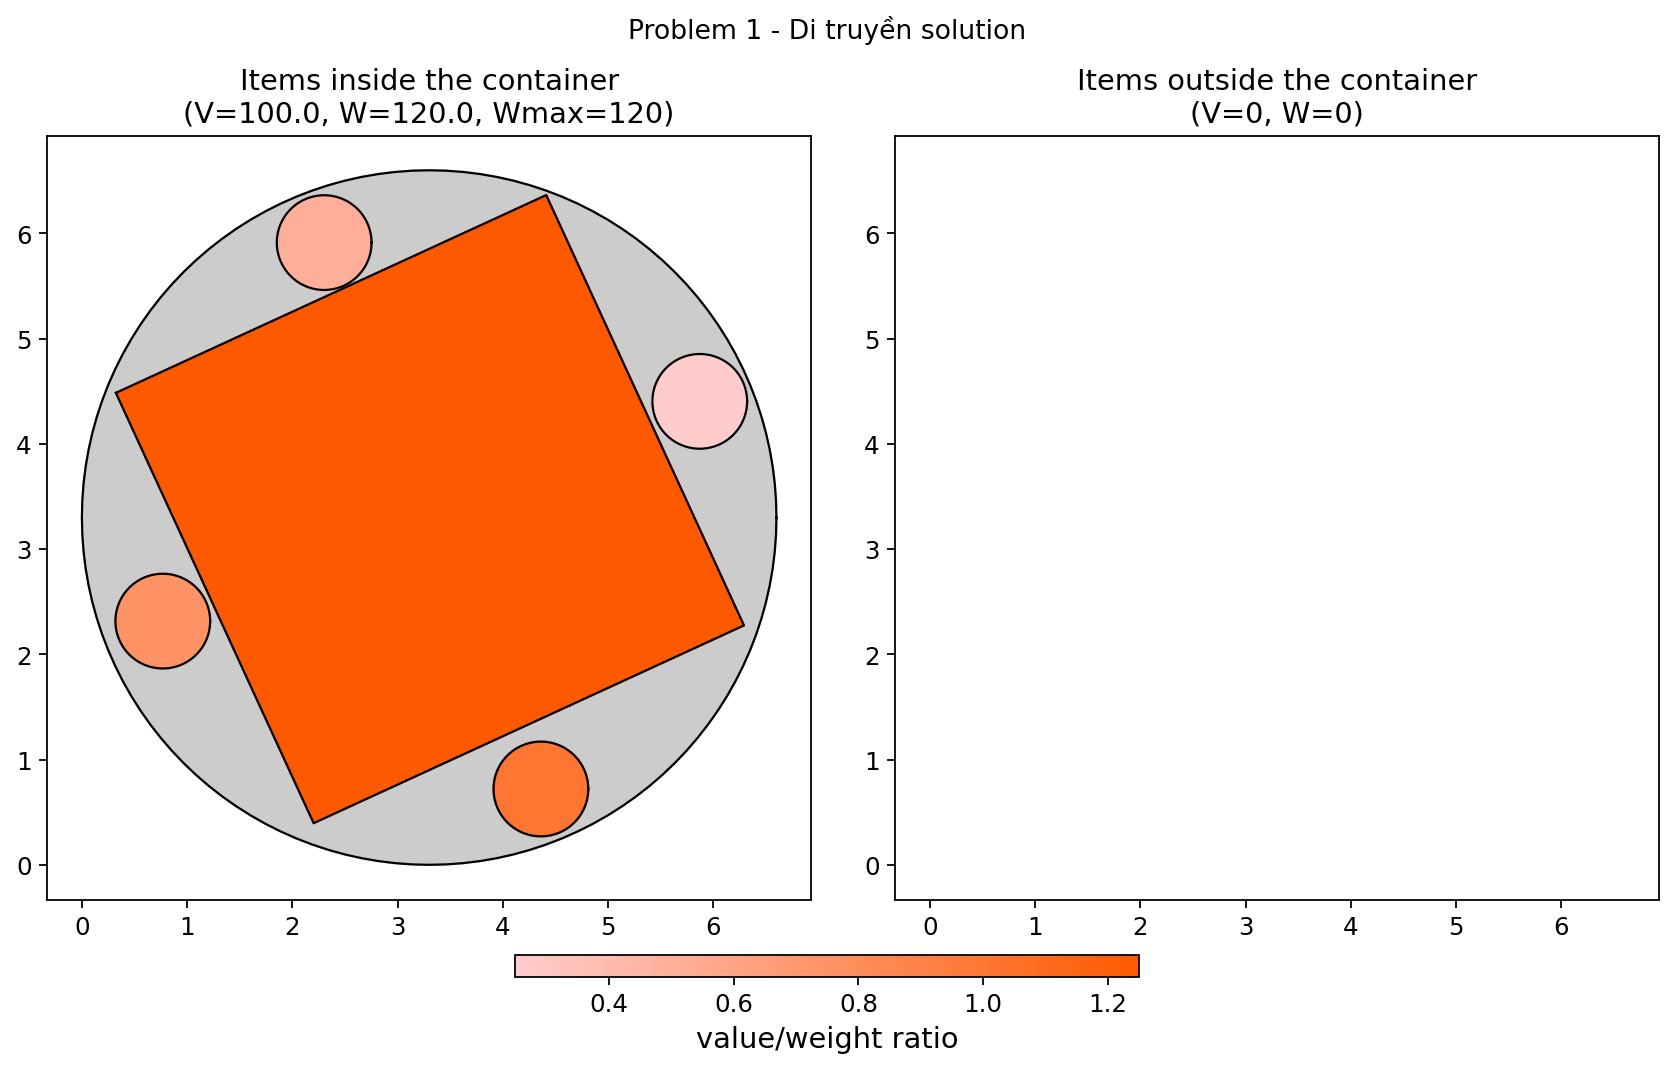 Problem 1 - Di truyền solution
Items inside the container
(V=100.0, W=120.0, Wmax=120)
Items outside the container
(V=0, W=0)
6
5
4
3
2
1
0
0 1 2 3 4 5 6
6
5
4
3
2
1
0
0 1 2 3 4 5 6
0.4 0.6 0.8 1.0 1.2
value/weight ratio